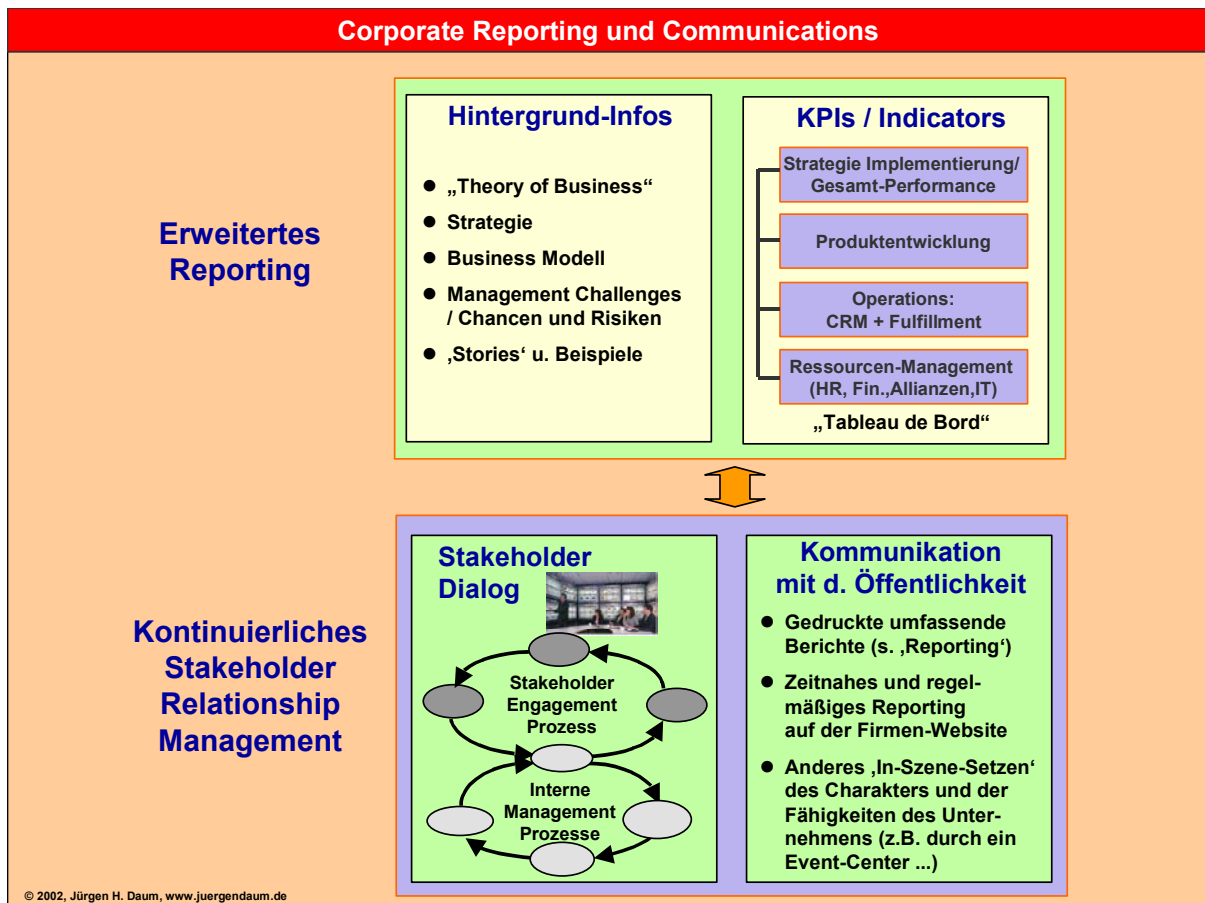 Corporate Reporting und Communications
Erweitertes
Reporting
Hintergrund-Infos
● „Theory of Business“
● Strategie
● Business Modell
● Management Challenges
/ Chancen und Risiken
● ‚Stories‘ u. Beispiele
KPIs / Indicators
Strategie Implementierung/
Gesamt-Performance
Produktentwicklung
Operations:
CRM + Fulfillment
Ressourcen-Management
(HR, Fin.,Allianzen,IT)
„Tableau de Bord“
Kontinuierliches
Stakeholder
Relationship
Management
Stakeholder
Dialog
Stakeholder
Engagement
Prozess
Interne
Management
Prozesse
Kommunikation
mit d. Öffentlichkeit
● Gedruckte umfassende
Berichte (s. ‚Reporting‘)
● Zeitnahes und regel-
mäßiges Reporting
auf der Firmen-Website
● Anderes ‚In-Szene-Setzen‘
des Charakters und der
Fähigkeiten des Unter-
nehmens (z.B. durch ein
Event-Center ...)
© 2002, Jürgen H. Daum, www.juergendaum.de